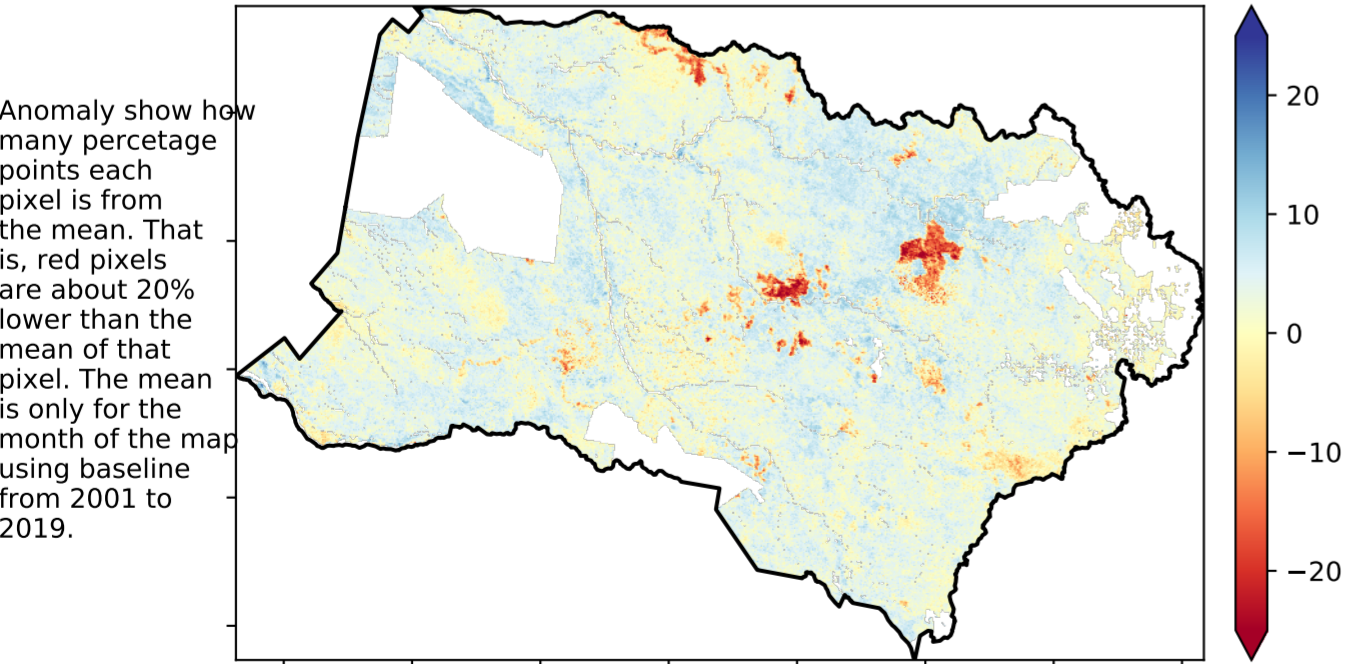 Anomaly show how
many percetage
points each
pixel is from
the mean. That
is, red pixels
are about 20%
lower than the
mean of that
pixel. The mean
is only for the
month of the map
using baseline
from 2001 to
2019.
20
10
0
−10
−20